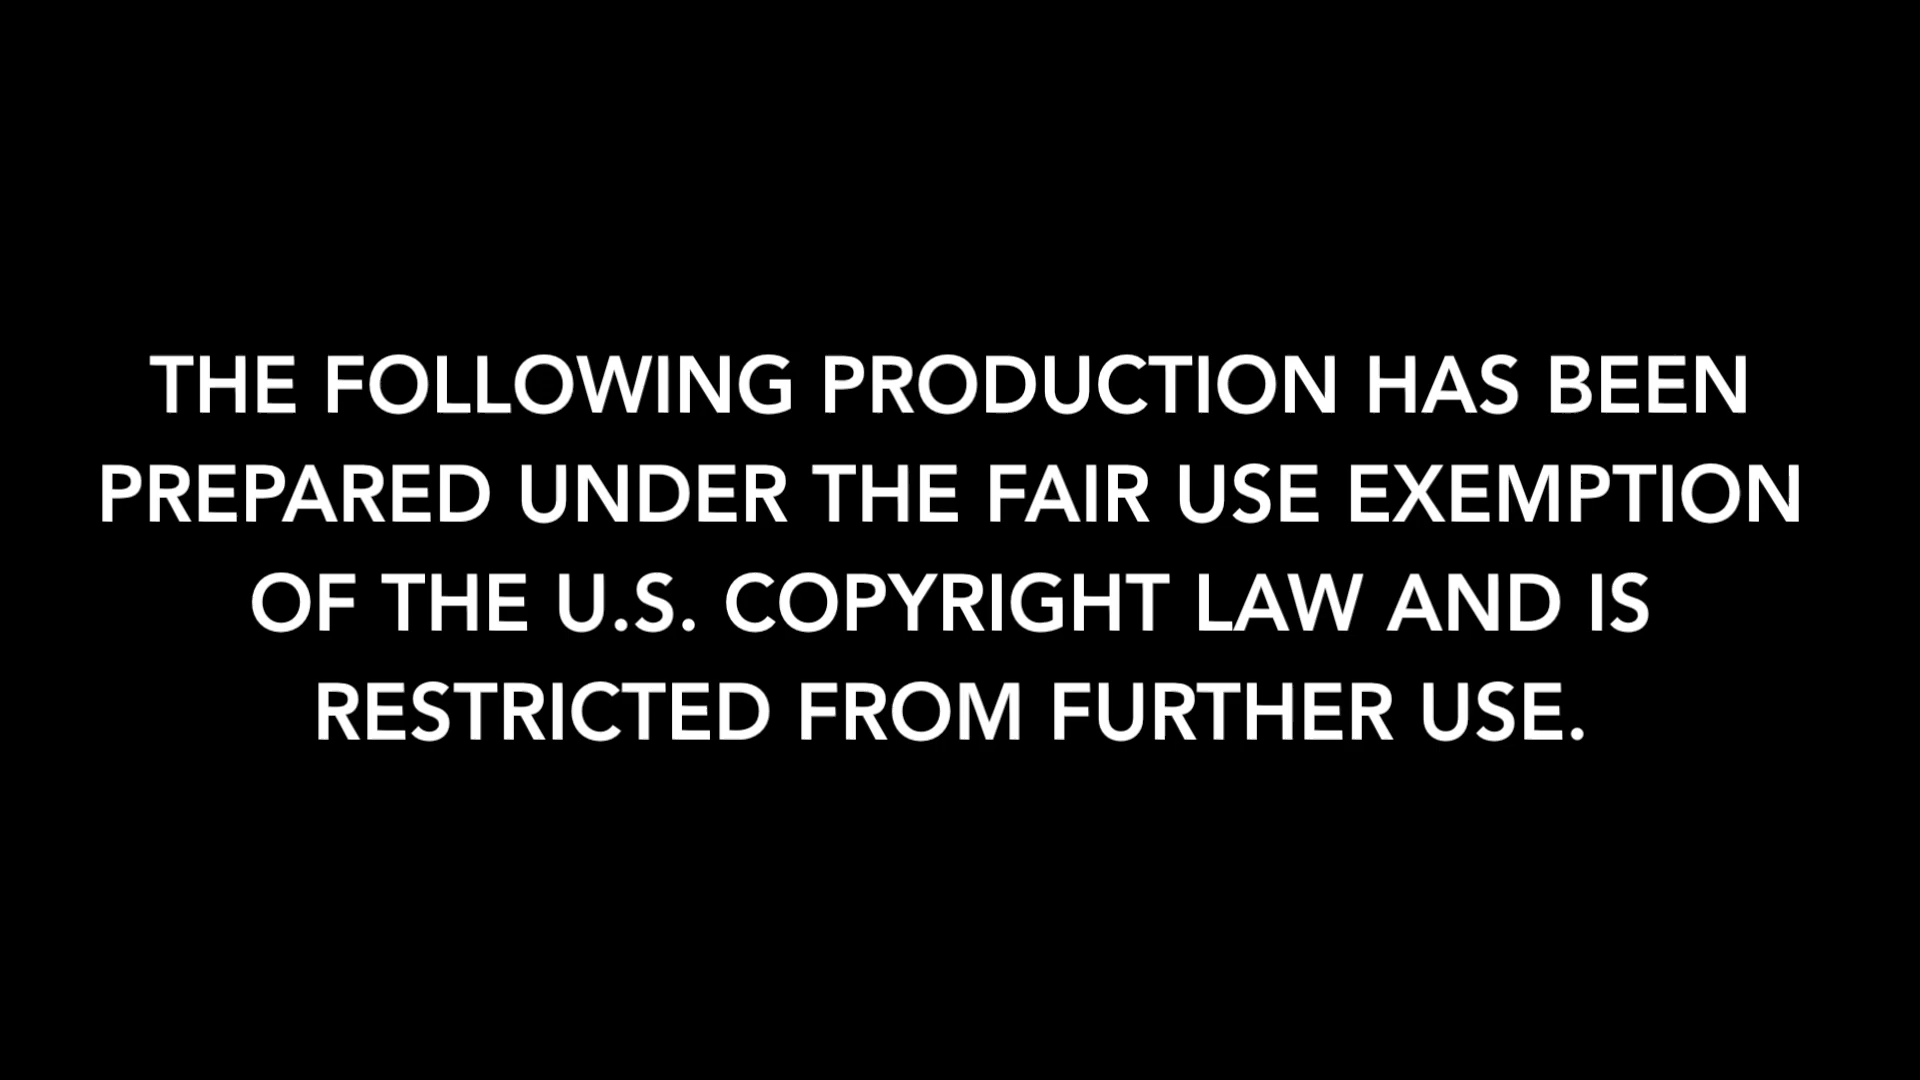 THE FOLLOWING PRODUCTION HAS BEEN
PREPARED UNDER THE FAIR USE EXEMPTION
OF THE U.S. COPYRIGHT LAW AND IS
RESTRICTED FROM FURTHER USE.